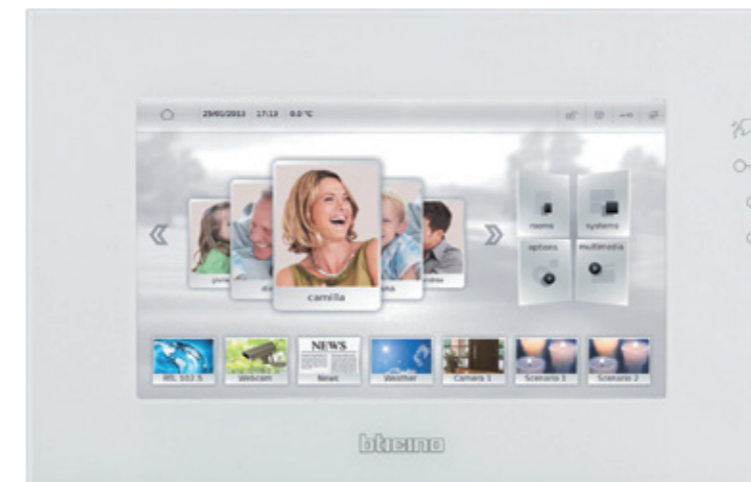 25/01/2013 17:13 0.0 °C
camilla
rooms systems
options multimedia
NEWS
RTL 102.5 Webcam News Weather Camera 1 Scenario 1 Scenario 2
bticino